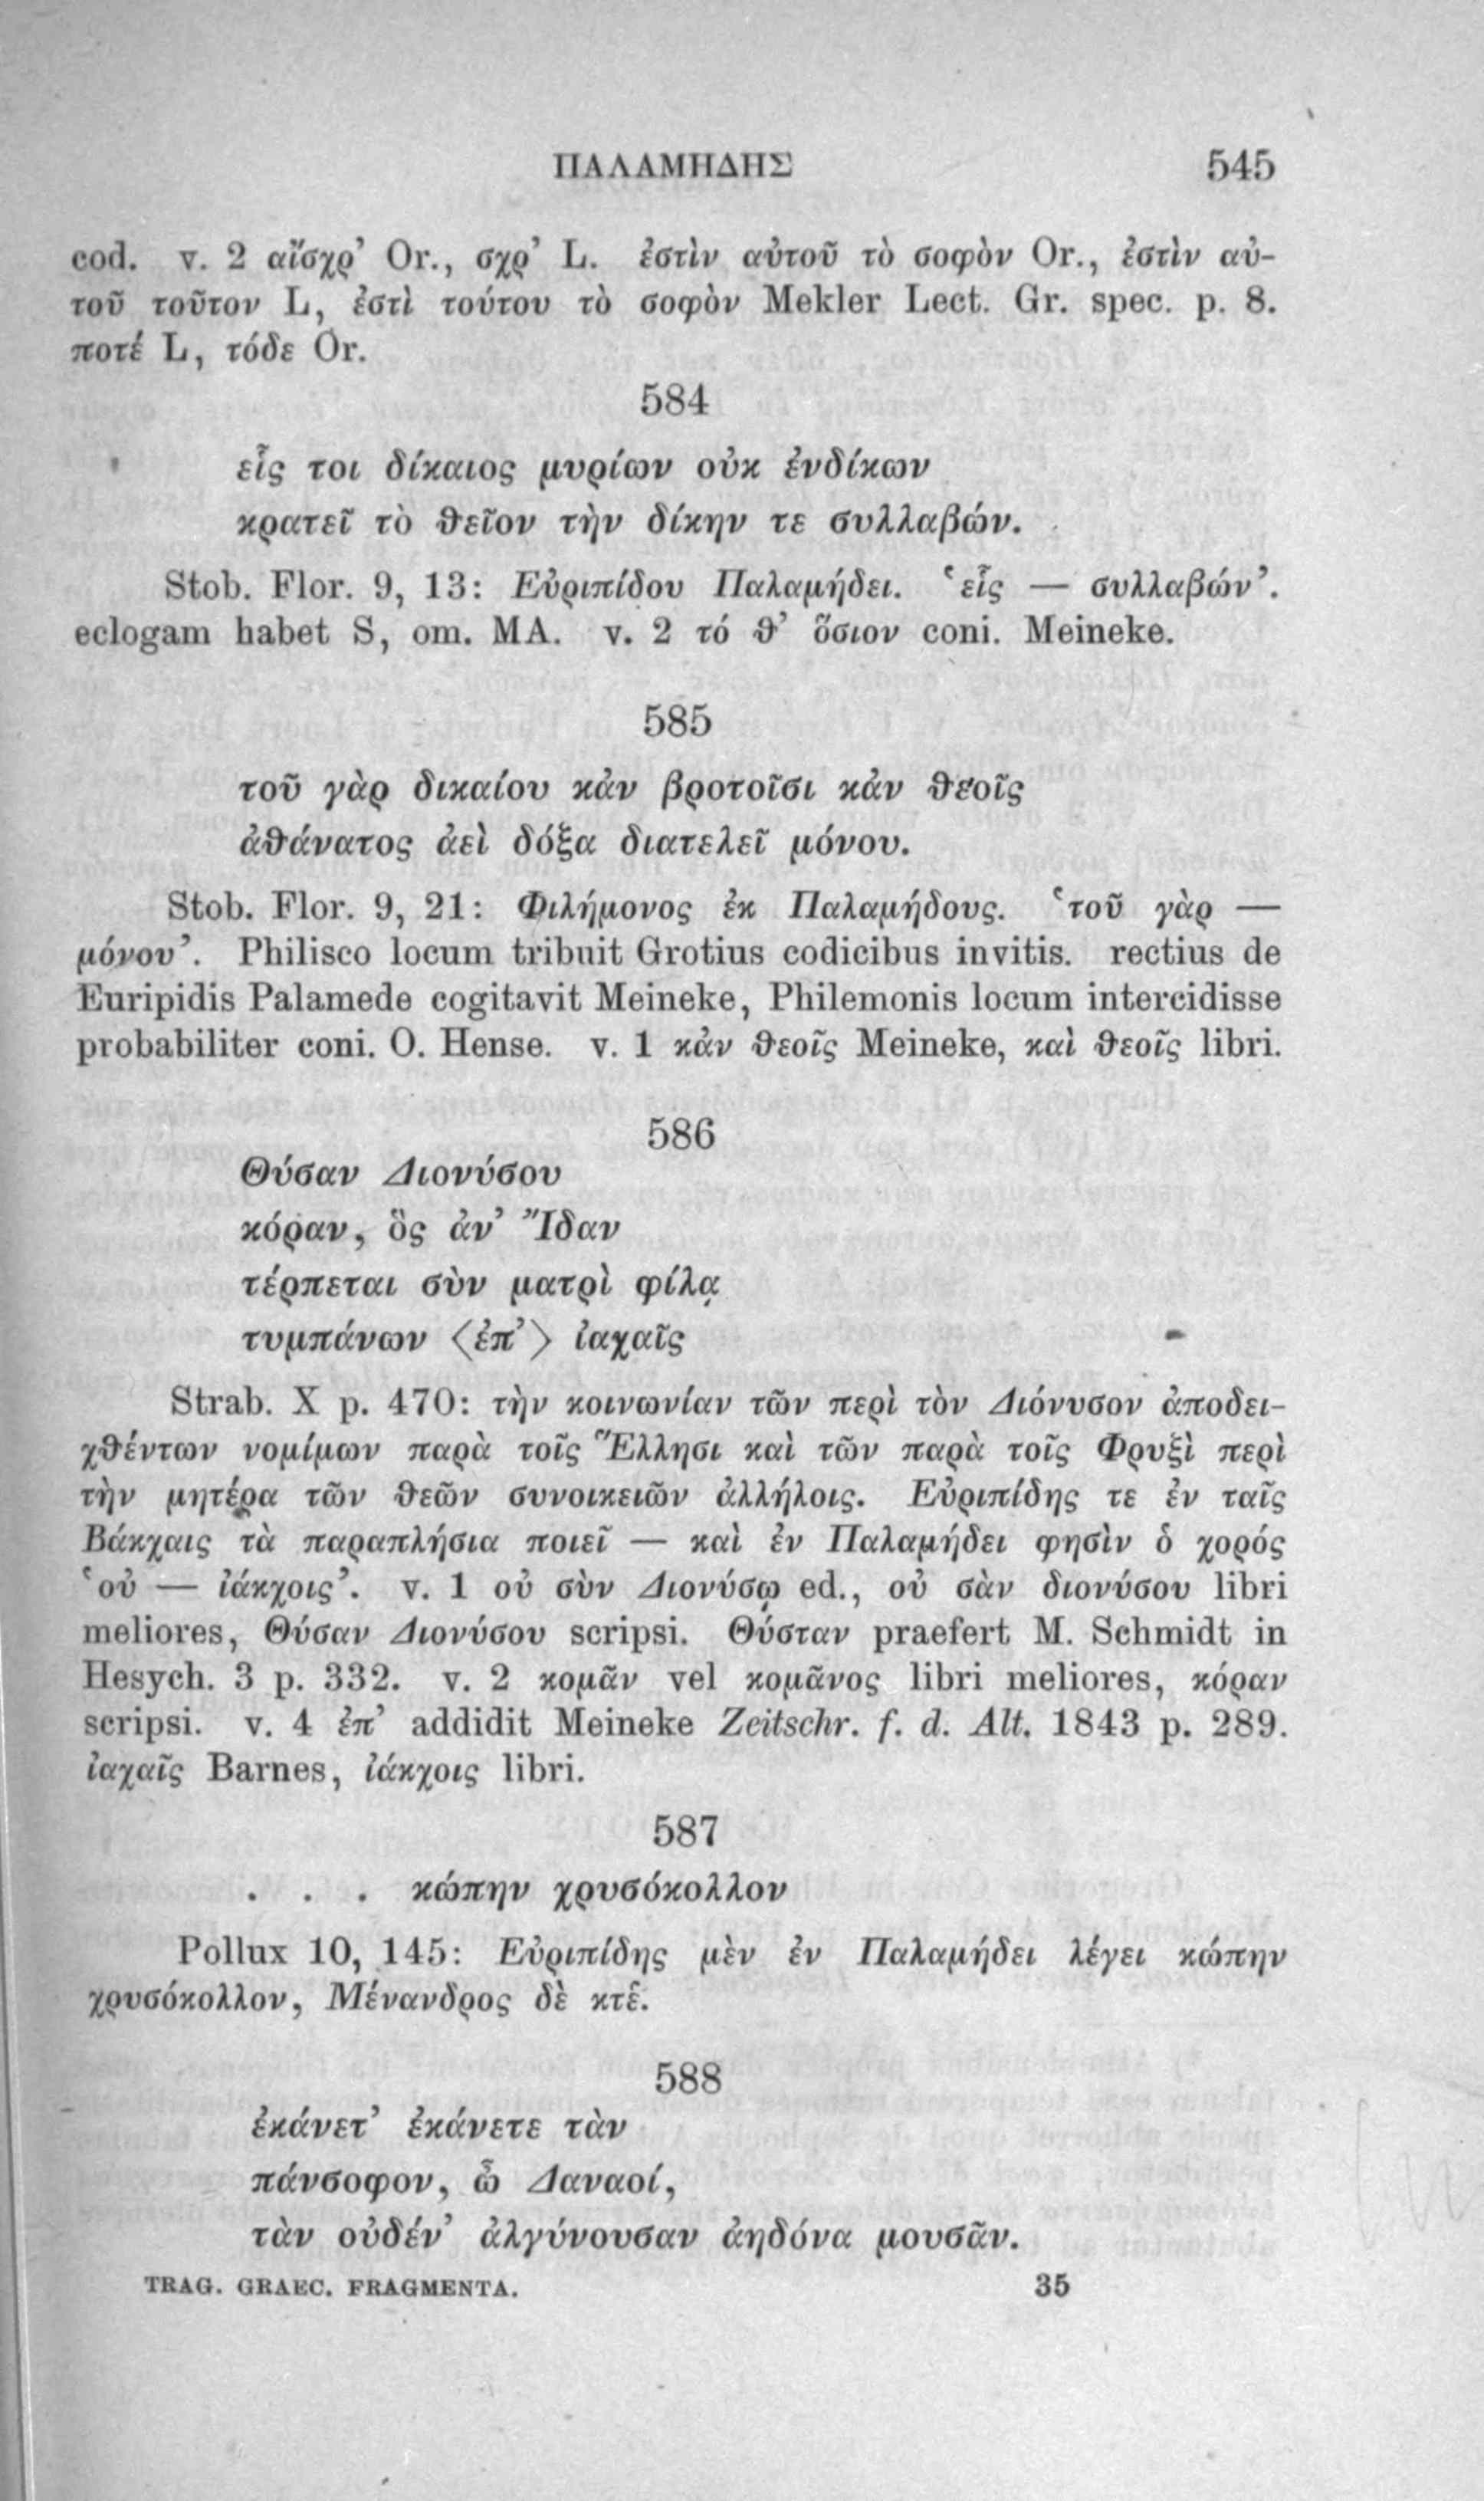 ΠΑΛΑΜΗΔΗΣ 545
cod. v. 2 αἴσχρ’ Or., σχρ’ L. ἐστὶν αὐτοῦ τὸ σοφὸν Or., ἐστὶν αὐ-
τοῦ τοῦτον L, ἐστὶ τούτου τὸ σοφὸν Mekler Lect. Gr. spec. p. 8.
ποτέ L, τόδε Or.
584
εἷς τοι δίκαιος μυρίων οὐκ ἐνδίκων
κρατεῖ τὸ θεῖον τὴν δίκην τε συλλαβών.
Stob. Flor. 9, 13: Εὐριπίδου Παλαμήδει. ‘εἷς — συλλαβών’.
eclogam habet S, om. MA. v. 2 τό θ’ ὅσιον coni. Meineke.
585
τοῦ γὰρ δικαίου κἀν βροτοῖσι κἀν θεοῖς
ἀθάνατος ἀεὶ δόξα διατελεῖ μόνου.
Stob. Flor. 9, 21: Φιλήμονος ἐκ Παλαμήδους. ‘τοῦ γὰρ —
μόνου’. Philisco locum tribuit Grotius codicibus invitis. rectius de
Euripidis Palamede cogitavit Meineke, Philemonis locum intercidisse
probabiliter coni. O. Hense. v. 1 κἀν θεοῖς Meineke, καὶ θεοῖς libri.
586
Θύσαν Διονύσου
κόραν, ὃς ἀν’ Ἴδαν
τέρπεται σὺν ματρὶ φίλᾳ
τυμπάνων ⟨ἐπ’⟩ ἰαχαῖς
Strab. X p. 470: τὴν κοινωνίαν τῶν περὶ τὸν Διόνυσον ἀποδει-
χθέντων νομίμων παρὰ τοῖς Ἕλλησι καὶ τῶν παρὰ τοῖς Φρυξὶ περὶ
τὴν μητέρα τῶν θεῶν συνοικειῶν ἀλλήλοις. Εὐριπίδης τε ἐν ταῖς
Βάκχαις τὰ παραπλήσια ποιεῖ — καὶ ἐν Παλαμήδει φησὶν ὁ χορός
‘οὐ — ἰάκχοις’. v. 1 οὐ σὺν Διονύσῳ ed., οὐ σὰν διονύσου libri
meliores, Θύσαν Διονύσου scripsi. Θύσταν praefert M. Schmidt in
Hesych. 3 p. 332. v. 2 κομᾶν vel κομᾶνος libri meliores, κόραν
scripsi. v. 4 ἐπ’ addidit Meineke Zeitschr. f. d. Alt. 1843 p. 289.
ἰαχαῖς Barnes, ἰάκχοις libri.
587
. . . κώπην χρυσόκολλον
Pollux 10, 145: Εὐριπίδης μὲν ἐν Παλαμήδει λέγει κώπην
χρυσόκολλον, Μένανδρος δὲ κτἑ.
588
ἐκάνετ’ ἐκάνετε τὰν
πάνσοφον, ὦ Δαναοί,
τὰν οὐδέν’ ἀλγύνουσαν ἀηδόνα μουσᾶν.
TRAG. GRAEC. FRAGMENTA. 35